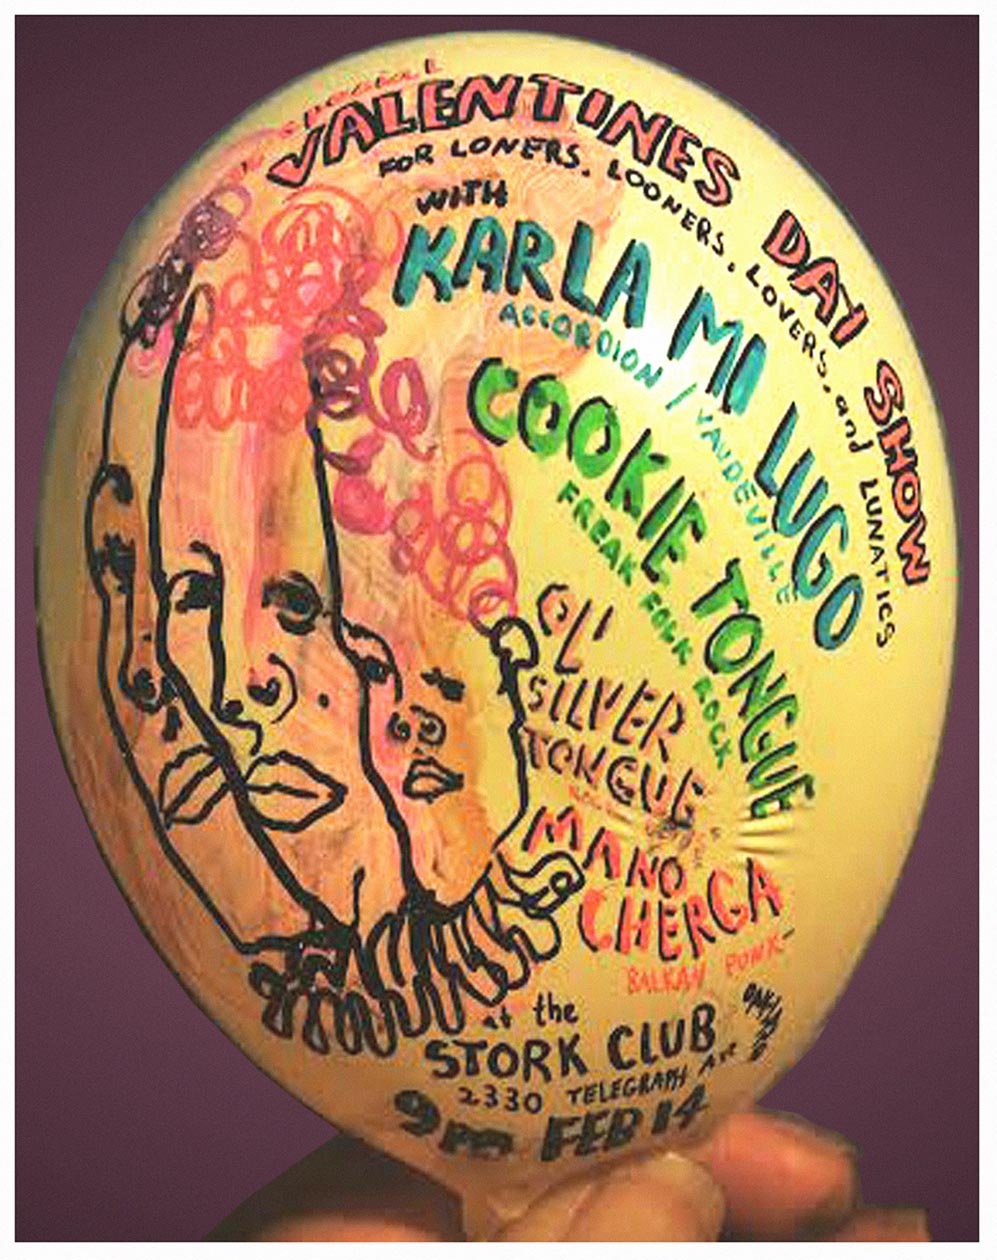 special
VALENTINES DAY SHOW
FOR LONERS, LOONERS, LOVERS, and LUNATICS
WITH
KARLA MI LUGO
ACCORDION / VAUDEVILLE
COOKIE TONGUE
FREAK FOLK ROCK
OL'
SILVER
TONGUE
MANO
CHERGA
BALKAN PUNK
at the
STORK CLUB
2330 TELEGRAPH AVE
9pm FEB 14